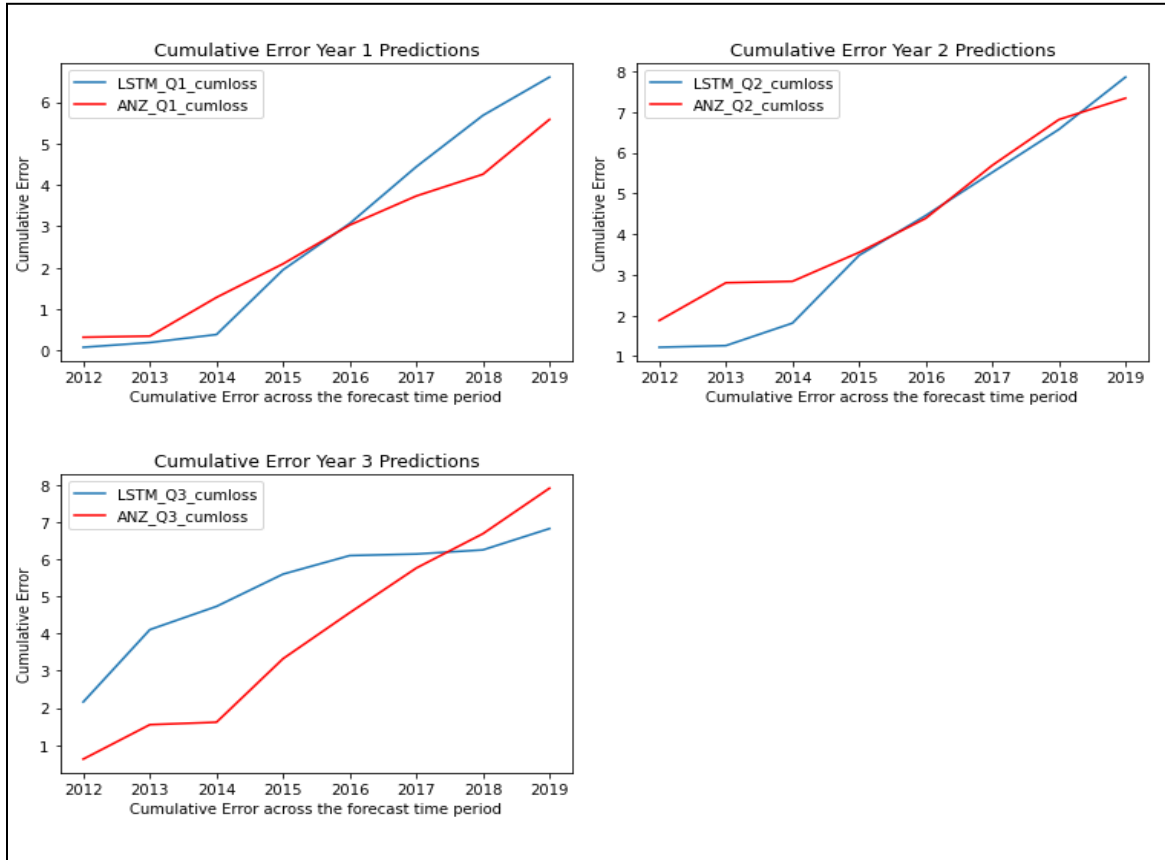 Cumulative Error Year 1 Predictions
LSTM_Q1_cumloss
ANZ_Q1_cumloss
Cumulative Error
6
5
4
3
2
1
0
2012 2013 2014 2015 2016 2017 2018 2019
Cumulative Error across the forecast time period
Cumulative Error Year 2 Predictions
LSTM_Q2_cumloss
ANZ_Q2_cumloss
Cumulative Error
8
7
6
5
4
3
2
1
2012 2013 2014 2015 2016 2017 2018 2019
Cumulative Error across the forecast time period
Cumulative Error Year 3 Predictions
LSTM_Q3_cumloss
ANZ_Q3_cumloss
Cumulative Error
8
7
6
5
4
3
2
1
2012 2013 2014 2015 2016 2017 2018 2019
Cumulative Error across the forecast time period